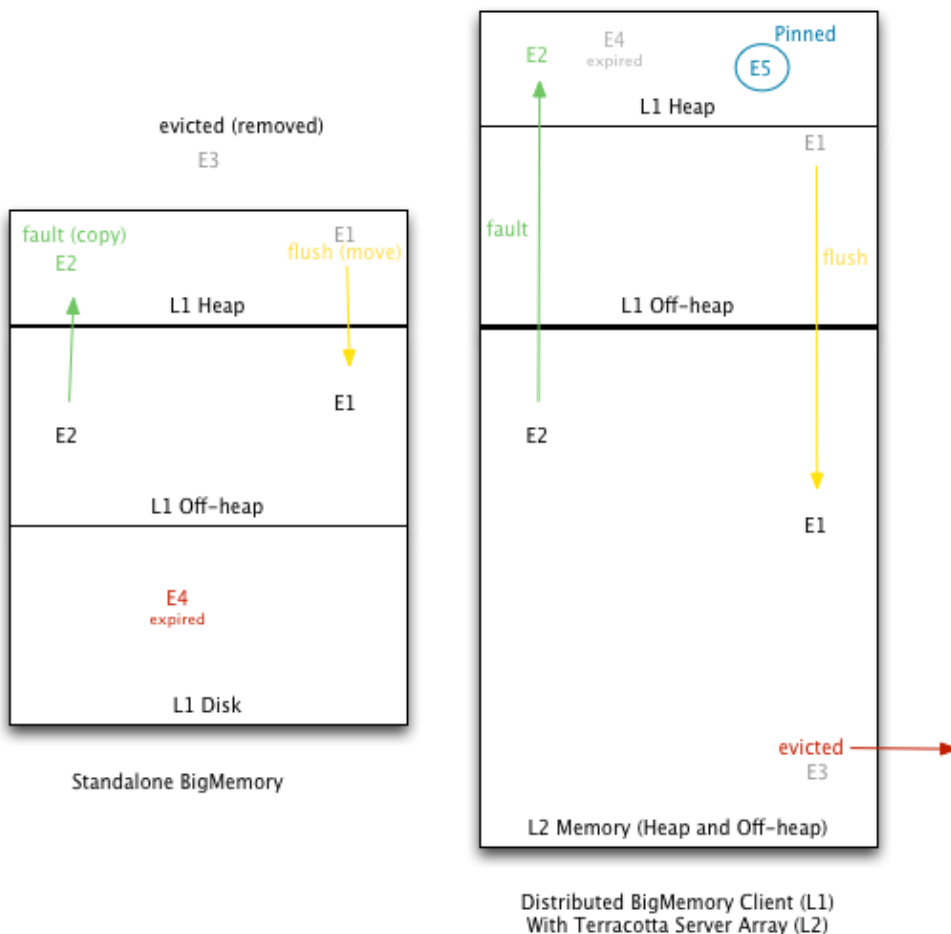 evicted (removed)
E3
fault (copy)
E2
E1
flush (move)
L1 Heap
E1
E2
L1 Off-heap
E4
expired
L1 Disk
Standalone BigMemory
E2
E4
expired
Pinned
E5
L1 Heap
E1
fault
flush
L1 Off-heap
E2
E1
evicted
E3
L2 Memory (Heap and Off-heap)
Distributed BigMemory Client (L1)
With Terracotta Server Array (L2)